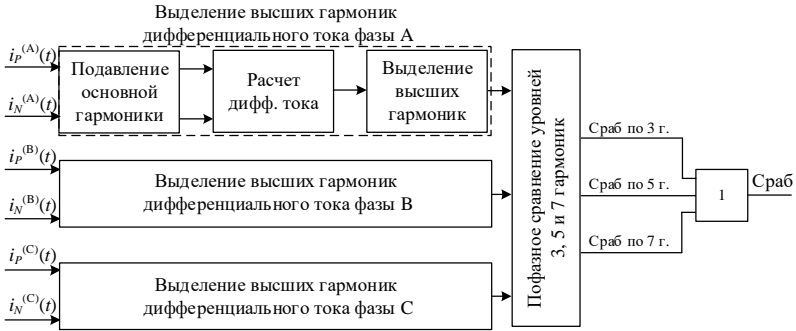 Выделение высших гармоник
дифференциального тока фазы А
i_P^(A)(t)
i_N^(A)(t)
Подавление
основной
гармоники
Расчет
дифф. тока
Выделение
высших
гармоник
i_P^(B)(t)
i_N^(B)(t)
Выделение высших гармоник
дифференциального тока фазы В
i_P^(C)(t)
i_N^(C)(t)
Выделение высших гармоник
дифференциального тока фазы С
Пофазное сравнение уровней
3, 5 и 7 гармоник
Сраб по 3 г.
Сраб по 5 г.
Сраб по 7 г.
1
Сраб